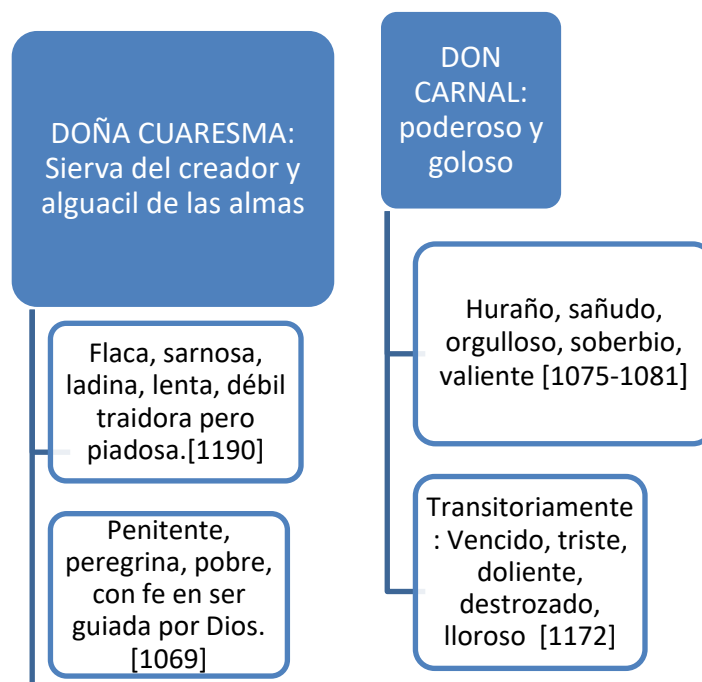 DOÑA CUARESMA:
Sierva del creador y
alguacil de las almas
Flaca, sarnosa,
ladina, lenta, débil
traidora pero
piadosa.[1190]
Penitente,
peregrina, pobre,
con fe en ser
guiada por Dios.
[1069]
DON
CARNAL:
poderoso y
goloso
Huraño, sañudo,
orgulloso, soberbio,
valiente [1075-1081]
Transitoriamente
: Vencido, triste,
doliente,
destrozado,
lloroso [1172]